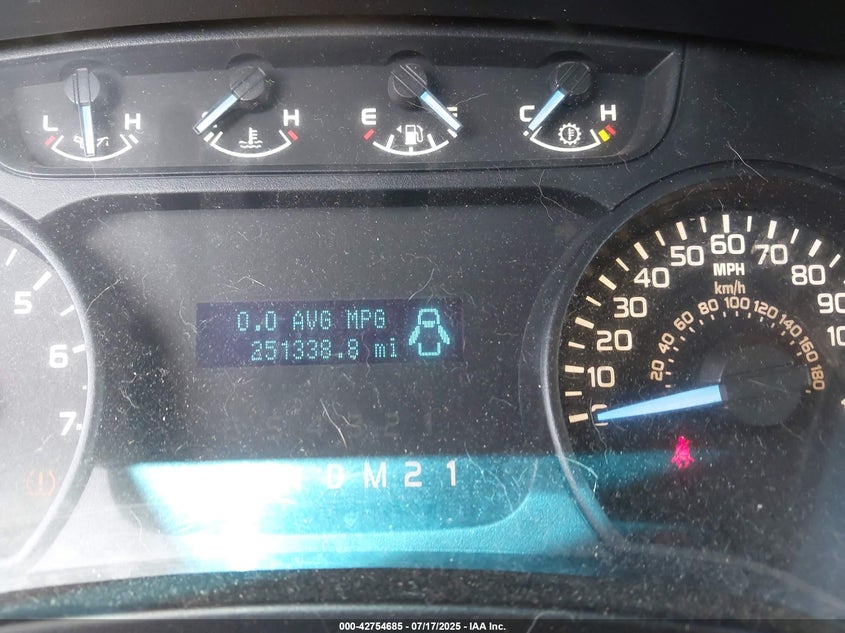 L H H E F C H
5
6
7
0.0 AVG MPG
251338.8 mi
D M 2 1
0 10 20 30 40 50 60 70 80 90
MPH
km/h
20 40 60 80 100 120 140 160 180
000-42754685 / 07/17/2025 - IAA Inc.